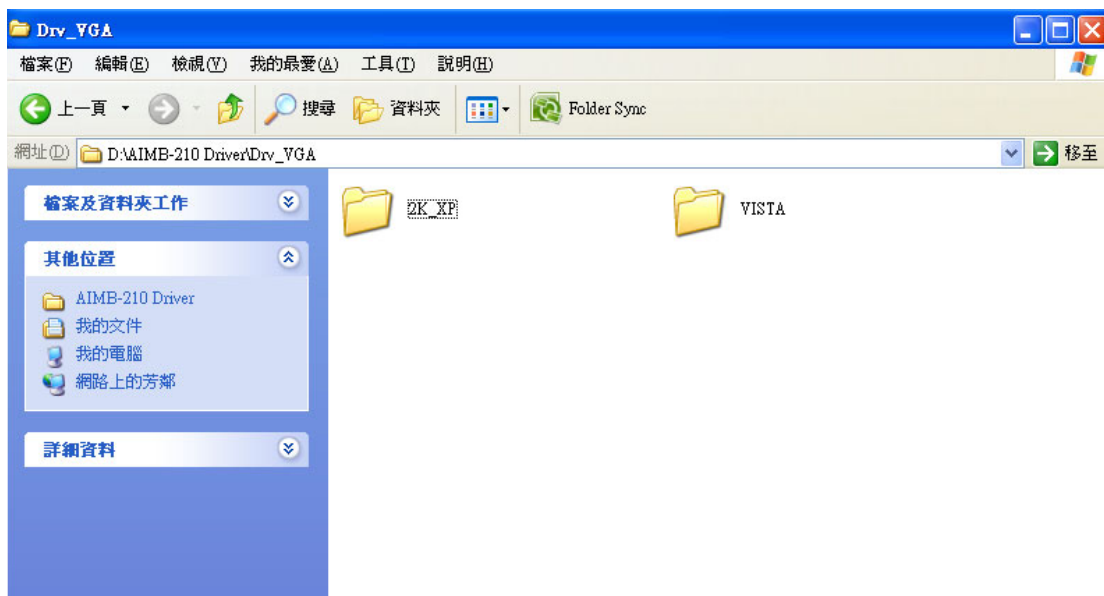 Drv_VGA
檔案(F) 編輯(E) 檢視(V) 我的最愛(A) 工具(T) 說明(H)
上一頁 搜尋 資料夾 Folder Sync
網址(D) D:\AIMB-210 Driver\Drv_VGA 移至
檔案及資料夾工作
其他位置
AIMB-210 Driver
我的文件
我的電腦
網路上的芳鄰
詳細資料
2K_XP VISTA